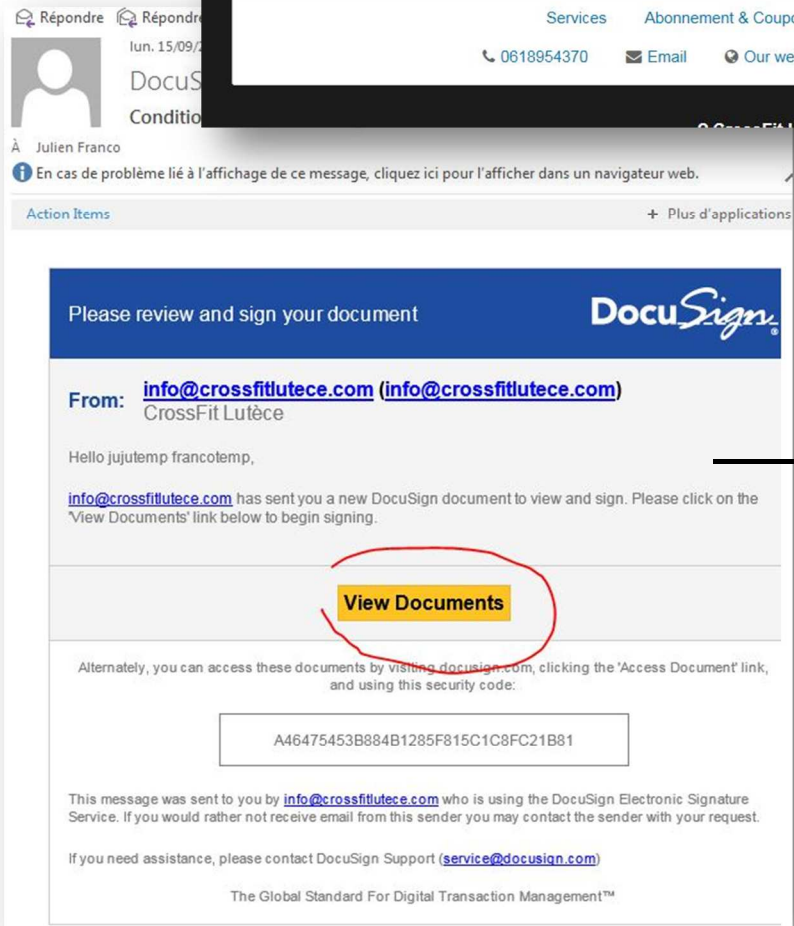 Répondre Répondre
Services Abonnement & Coupo
lun. 15/09/2
0618954370 Email Our we
DocuS
Conditio
À Julien Franco
En cas de problème lié à l'affichage de ce message, cliquez ici pour l'afficher dans un navigateur web.
Action Items + Plus d'applications
Please review and sign your document DocuSign®
From: info@crossfitlutece.com (info@crossfitlutece.com)
CrossFit Lutèce
Hello jujutemp francotemp,
info@crossfitlutece.com has sent you a new DocuSign document to view and sign. Please click on the
'View Documents' link below to begin signing.
View Documents
Alternately, you can access these documents by visiting docusign.com, clicking the 'Access Document' link,
and using this security code:
A46475453B884B1285F815C1C8FC21B81
This message was sent to you by info@crossfitlutece.com who is using the DocuSign Electronic Signature
Service. If you would rather not receive email from this sender you may contact the sender with your request.
If you need assistance, please contact DocuSign Support (service@docusign.com)
The Global Standard For Digital Transaction Management™